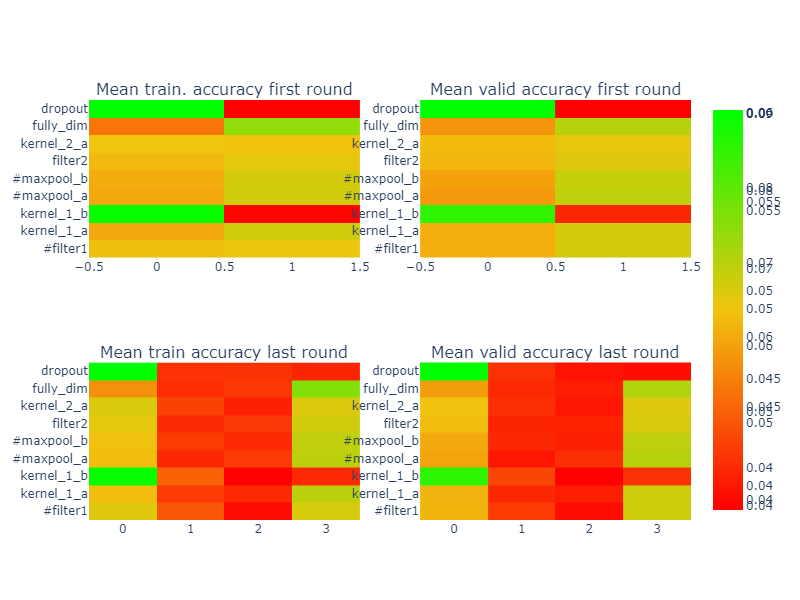 Mean train. accuracy first round
Mean valid accuracy first round
dropout
fully_dim
kernel_2_a
filter2
#maxpool_b
#maxpool_a
kernel_1_b
kernel_1_a
#filter1
−0.5 0 0.5 1 1.5
dropout
fully_dim
kernel_2_a
filter2
#maxpool_b
#maxpool_a
kernel_1_b
kernel_1_a
#filter1
−0.5 0 0.5 1 1.5
Mean train accuracy last round
Mean valid accuracy last round
dropout
fully_dim
kernel_2_a
filter2
#maxpool_b
#maxpool_a
kernel_1_b
kernel_1_a
#filter1
0 1 2 3
dropout
fully_dim
kernel_2_a
filter2
#maxpool_b
#maxpool_a
kernel_1_b
kernel_1_a
#filter1
0 1 2 3
0.08
0.055
0.055
0.07
0.07
0.05
0.05
0.06
0.06
0.045
0.045
0.05
0.04
0.04
0.04
0.04